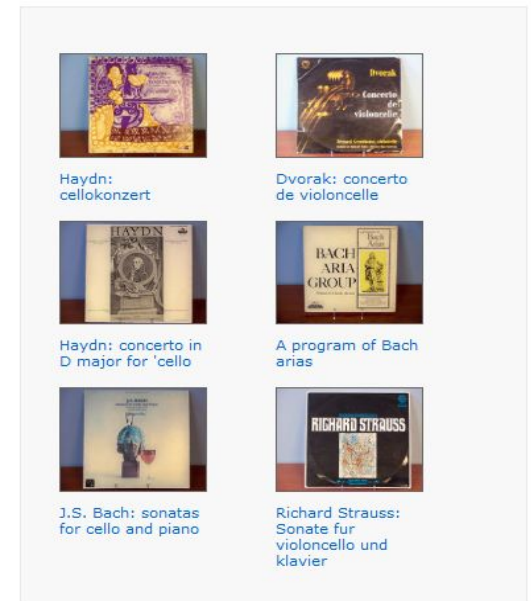 Haydn:
cellokonzert
Dvorak
Concerto
de
violoncelle
Dvorak: concerto
de violoncelle
HAYDN
Haydn: concerto in
D major for 'cello
Bach
Arias
BACH
ARIA
GROUP
A program of Bach
arias
J.S. Bach: sonatas
for cello and piano
RICHARD STRAUSS
Richard Strauss:
Sonate fur
violoncello und
klavier